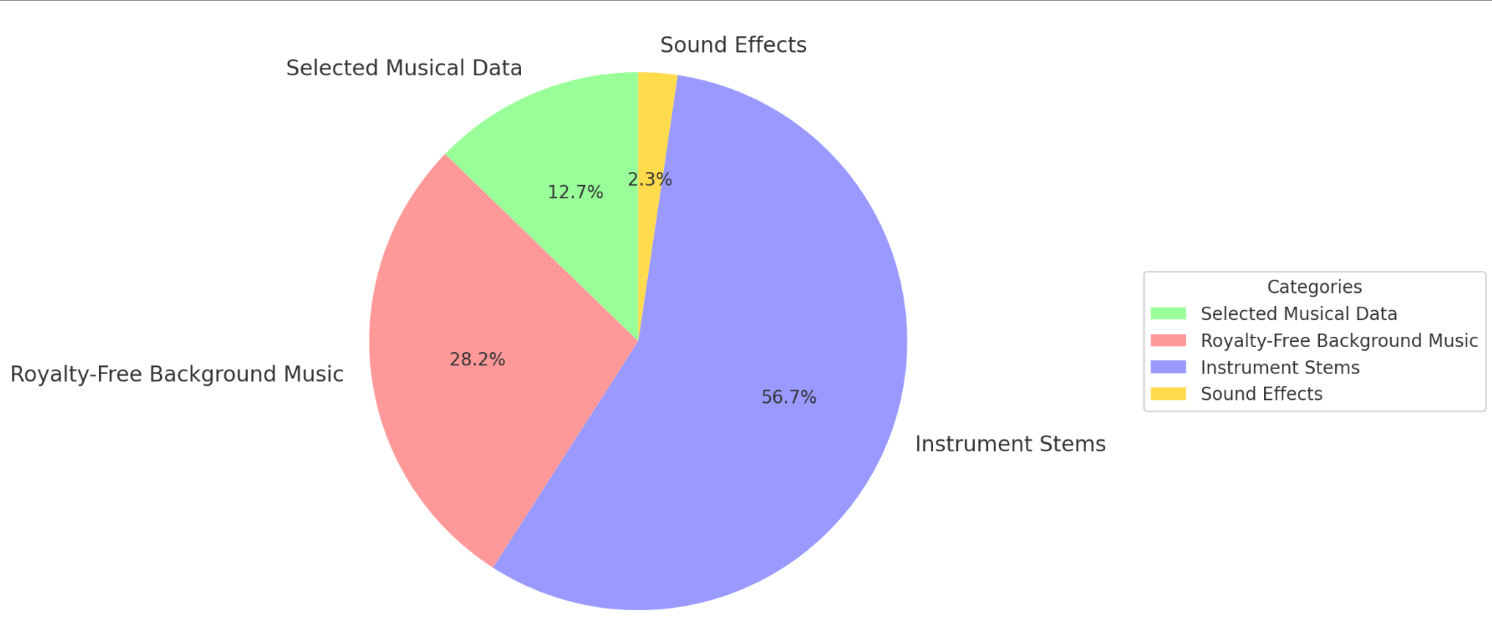 Sound Effects
Selected Musical Data
2.3%
12.7%
28.2%
Royalty-Free Background Music
56.7%
Instrument Stems
Categories
Selected Musical Data
Royalty-Free Background Music
Instrument Stems
Sound Effects